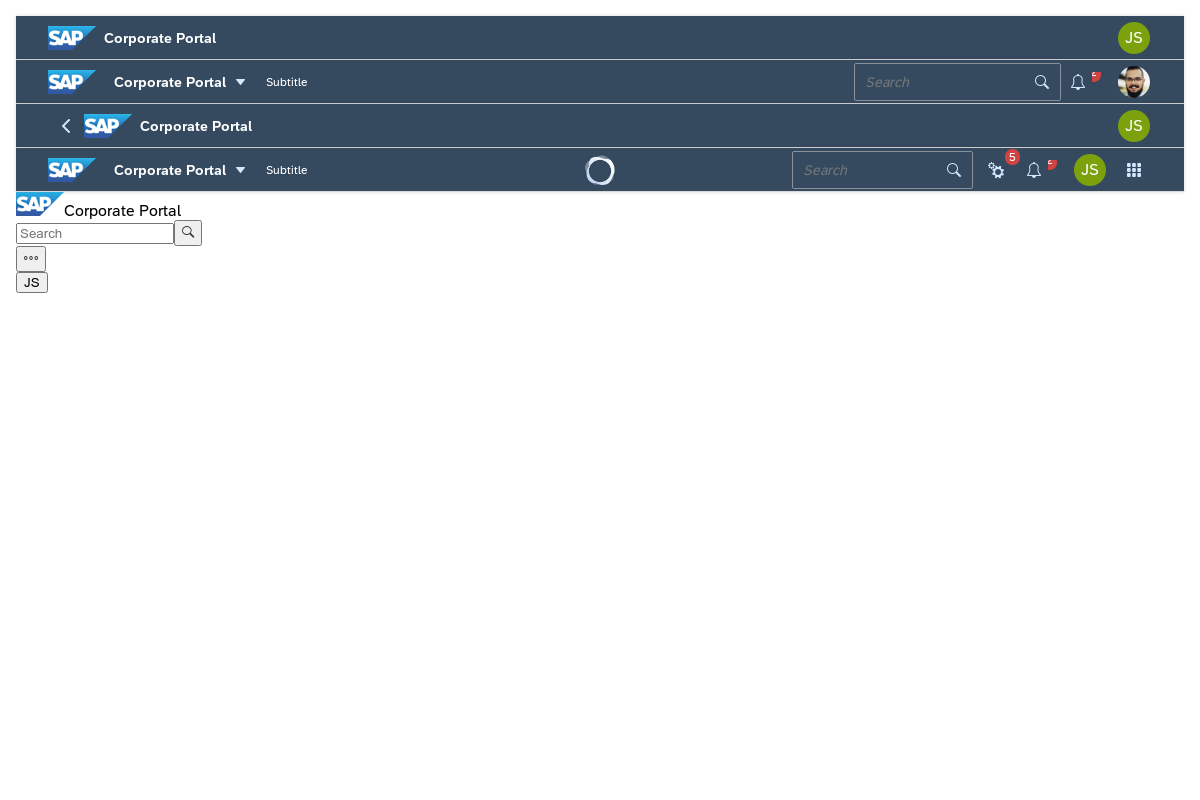 SAP Corporate Portal JS
SAP Corporate Portal Subtitle Search
SAP Corporate Portal JS
SAP Corporate Portal Subtitle Search 5 JS
SAP Corporate Portal
Search
JS